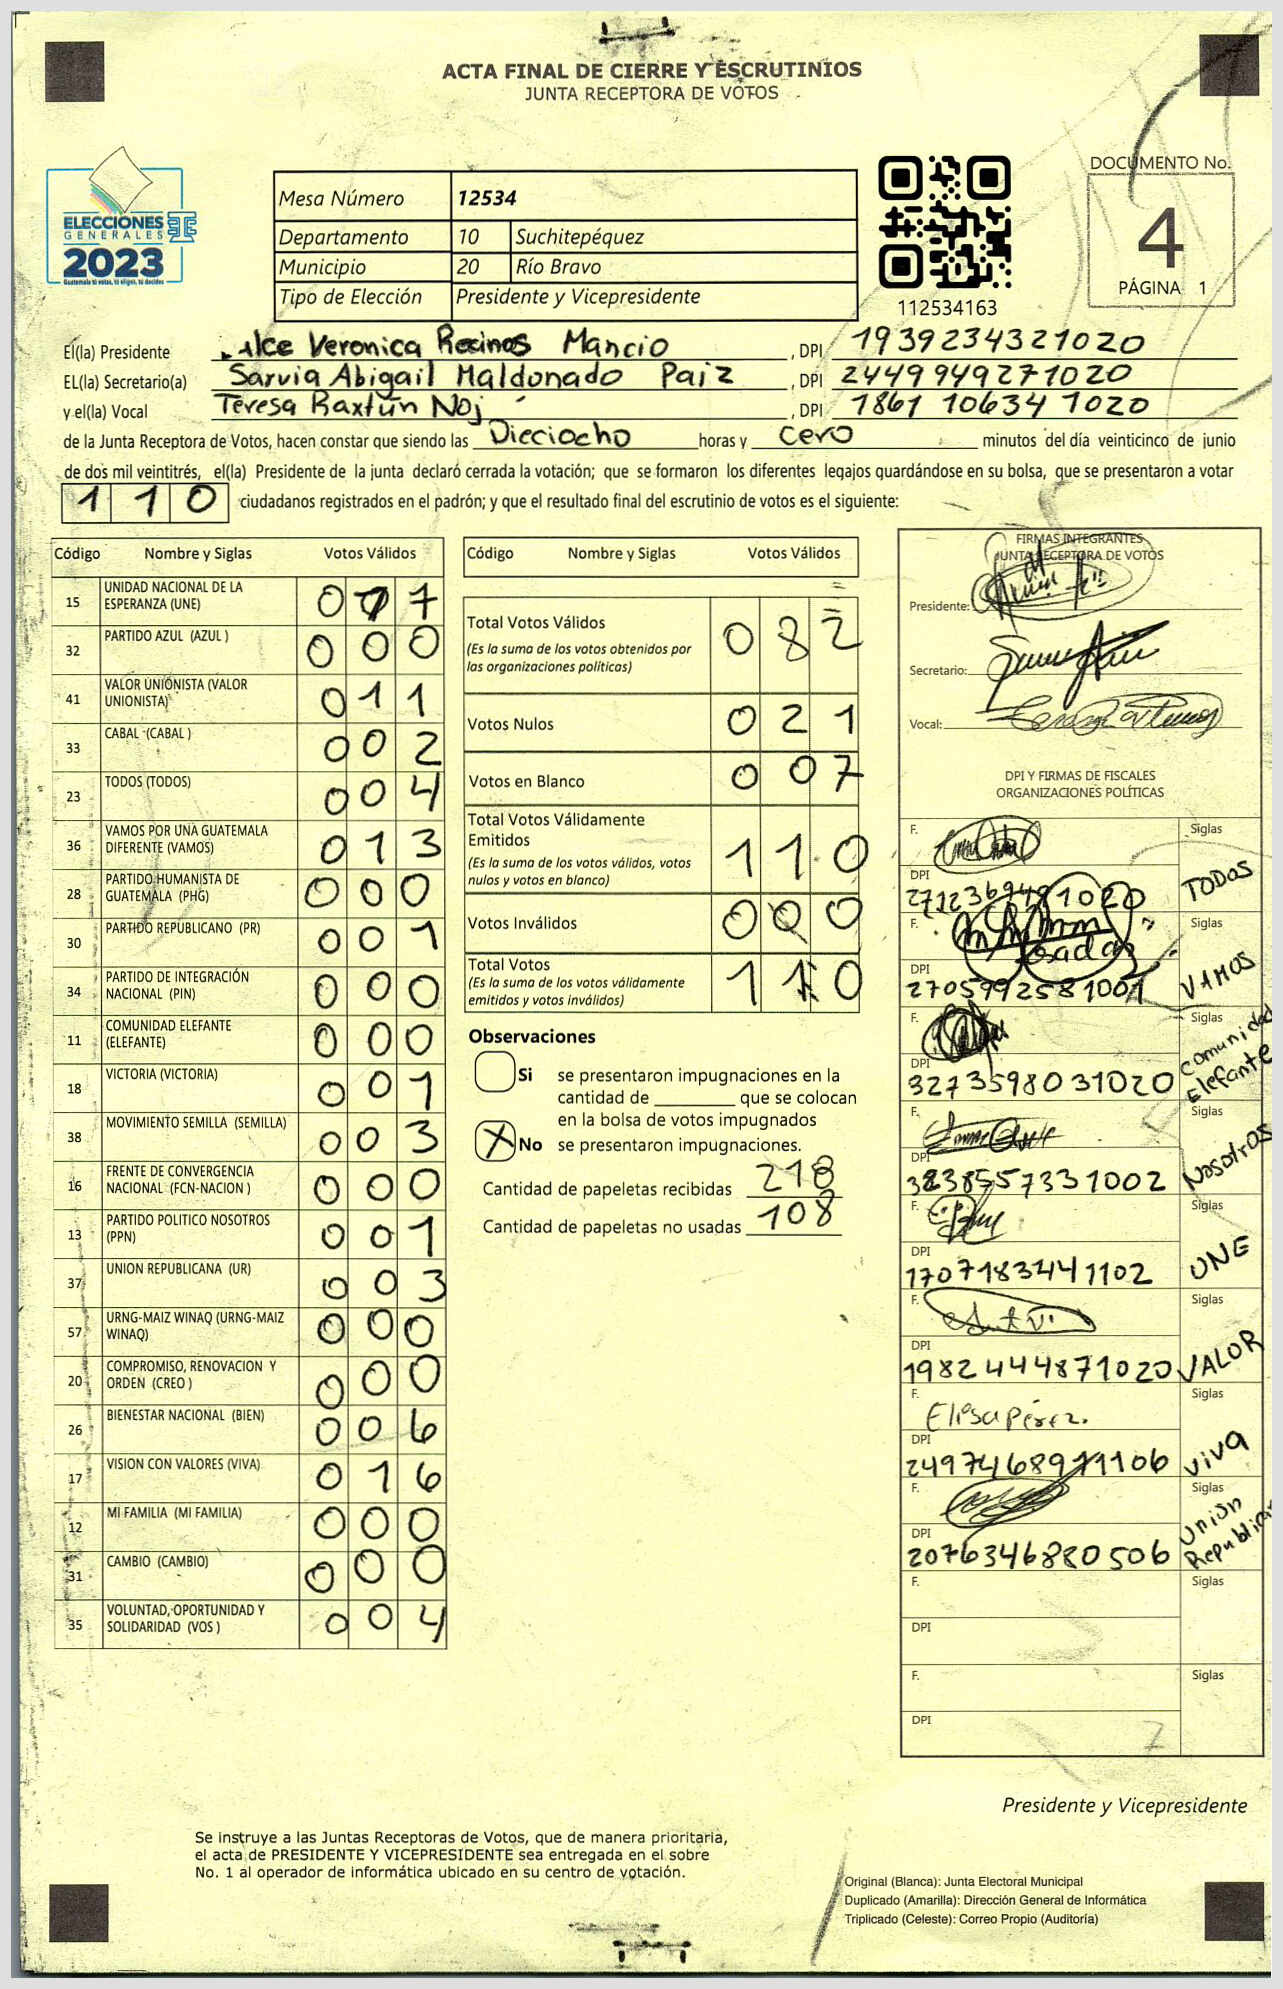 ACTA FINAL DE CIERRE Y ESCRUTINIOS
JUNTA RECEPTORA DE VOTOS
ELECCIONES
GENERALES
2023
Guatemala tú votas, tú eliges, tú decides
Mesa Número 12534
Departamento 10 Suchitepéquez
Municipio 20 Río Bravo
Tipo de Elección Presidente y Vicepresidente
112534163
DOCUMENTO No.
4
PÁGINA 1
El(la) Presidente Veronica Recinos Mancio , DPI 1939234321020
EL(la) Secretario(a) Sarvia Abigail Maldonado Paiz , DPI 2449949271020
y el(la) Vocal Teresa Raxtún Noj , DPI 1861 10634 1020
de la Junta Receptora de Votos, hacen constar que siendo las Dieciocho horas y cero minutos del día veinticinco de junio
de dos mil veintitrés, el(la) Presidente de la junta declaró cerrada la votación; que se formaron los diferentes legajos guardándose en su bolsa, que se presentaron a votar
110 ciudadanos registrados en el padrón; y que el resultado final del escrutinio de votos es el siguiente:
Código Nombre y Siglas Votos Válidos
15 UNIDAD NACIONAL DE LA ESPERANZA (UNE) 0 1 7
32 PARTIDO AZUL (AZUL ) 0 0 0
41 VALOR UNIONISTA (VALOR UNIONISTA) 0 1 1
33 CABAL (CABAL ) 0 0 2
23 TODOS (TODOS) 0 0 4
36 VAMOS POR UNA GUATEMALA DIFERENTE (VAMOS) 0 1 3
28 PARTIDO HUMANISTA DE GUATEMALA (PHG) 0 0 0
30 PARTIDO REPUBLICANO (PR) 0 0 1
34 PARTIDO DE INTEGRACIÓN NACIONAL (PIN) 0 0 0
11 COMUNIDAD ELEFANTE (ELEFANTE) 0 0 0
18 VICTORIA (VICTORIA) 0 0 1
38 MOVIMIENTO SEMILLA (SEMILLA) 0 0 3
16 FRENTE DE CONVERGENCIA NACIONAL (FCN-NACION ) 0 0 0
13 PARTIDO POLITICO NOSOTROS (PPN) 0 0 1
37 UNION REPUBLICANA (UR) 0 0 3
57 URNG-MAIZ WINAQ (URNG-MAIZ WINAQ) 0 0 0
20 COMPROMISO, RENOVACION Y ORDEN (CREO ) 0 0 0
26 BIENESTAR NACIONAL (BIEN) 0 0 6
17 VISION CON VALORES (VIVA) 0 1 6
12 MI FAMILIA (MI FAMILIA) 0 0 0
31 CAMBIO (CAMBIO) 0 0 0
35 VOLUNTAD, OPORTUNIDAD Y SOLIDARIDAD (VOS ) 0 0 4
Código Nombre y Siglas Votos Válidos
Total Votos Válidos 0 8 2
(Es la suma de los votos obtenidos por
las organizaciones políticas)
Votos Nulos 0 2 1
Votos en Blanco 0 0 7
Total Votos Válidamente
Emitidos 1 1 0
(Es la suma de los votos válidos, votos
nulos y votos en blanco)
Votos Inválidos 0 0 0
Total Votos 1 1 0
(Es la suma de los votos válidamente
emitidos y votos inválidos)
Observaciones
Si se presentaron impugnaciones en la
cantidad de ________ que se colocan
en la bolsa de votos impugnados
X No se presentaron impugnaciones.
Cantidad de papeletas recibidas 218
Cantidad de papeletas no usadas 108
FIRMAS INTEGRANTES
JUNTA RECEPTORA DE VOTOS
Presidente:
Secretario:
Vocal:
DPI Y FIRMAS DE FISCALES
ORGANIZACIONES POLÍTICAS
F. Siglas
DPI TODOS
F. Siglas
DPI VAMOS
2705992581001
F. Siglas
DPI Comunidad Elefante
3273598031020
F. Siglas
DPI Nosotros
F. Siglas
DPI UNE
1707183441102
F. Siglas
DPI VALOR
1982444871020
F. Elisa Pérez. Siglas
DPI Viva
F. Siglas
DPI Unión
2076346880506
F. Siglas
DPI
F. Siglas
DPI
Presidente y Vicepresidente
Se instruye a las Juntas Receptoras de Votos, que de manera prioritaria,
el acta de PRESIDENTE Y VICEPRESIDENTE sea entregada en el sobre
No. 1 al operador de informática ubicado en su centro de votación.
Original (Blanca): Junta Electoral Municipal
Duplicado (Amarilla): Dirección General de Informática
Triplicado (Celeste): Correo Propio (Auditoría)